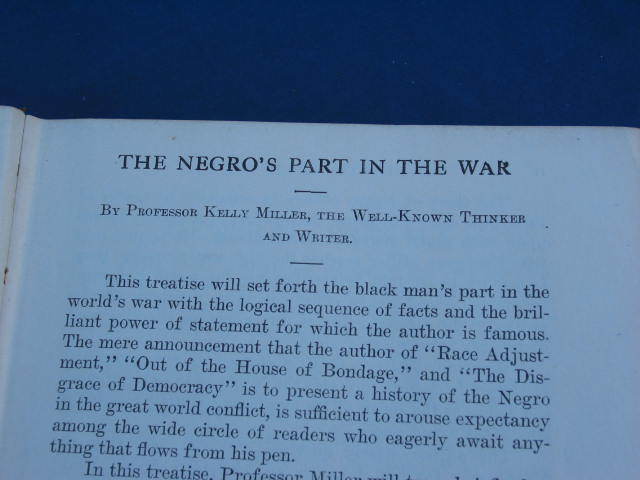 THE NEGRO'S PART IN THE WAR
BY PROFESSOR KELLY MILLER, THE WELL-KNOWN THINKER
AND WRITER.
This treatise will set forth the black man's part in the
world's war with the logical sequence of facts and the bril-
liant power of statement for which the author is famous.
The mere announcement that the author of "Race Adjust-
ment," "Out of the House of Bondage," and "The Dis-
grace of Democracy" is to present a history of the Negro
in the great world conflict, is sufficient to arouse expectancy
among the wide circle of readers who eagerly await any-
thing that flows from his pen.
In this treatise, Professor Miller will